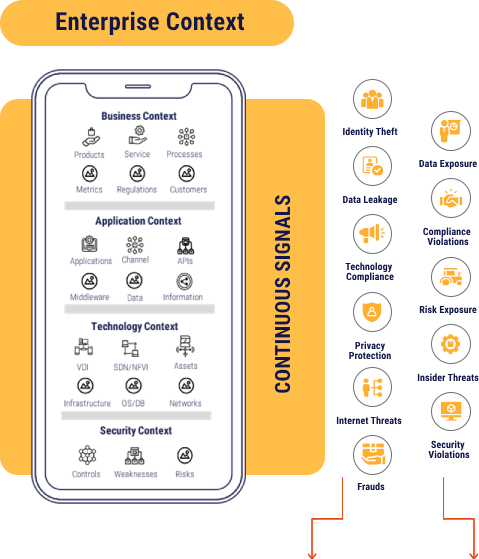 Enterprise Context
Business Context
Products Service Processes
Metrics Regulations Customers
Application Context
Applications Channel APIs
Middleware Data Information
Technology Context
VDI SDN/NFVI Assets
Infrastructure OS/DB Networks
Security Context
Controls Weaknesses Risks
CONTINUOUS SIGNALS
Identity Theft
Data Leakage
Technology
Compliance
Privacy
Protection
Internet Threats
Frauds
Data Exposure
Compliance
Violations
Risk Exposure
Insider Threats
Security
Violations